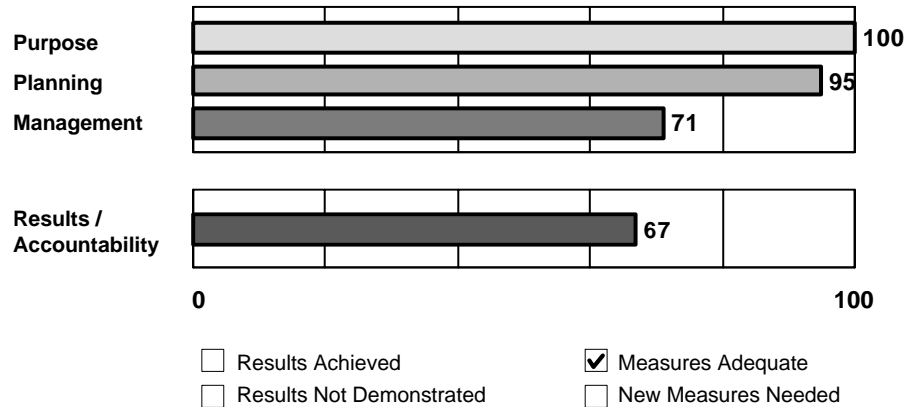 Purpose 100
Planning 95
Management 71
Results /
Accountability 67
0 100
Results Achieved ✔ Measures Adequate
Results Not Demonstrated New Measures Needed